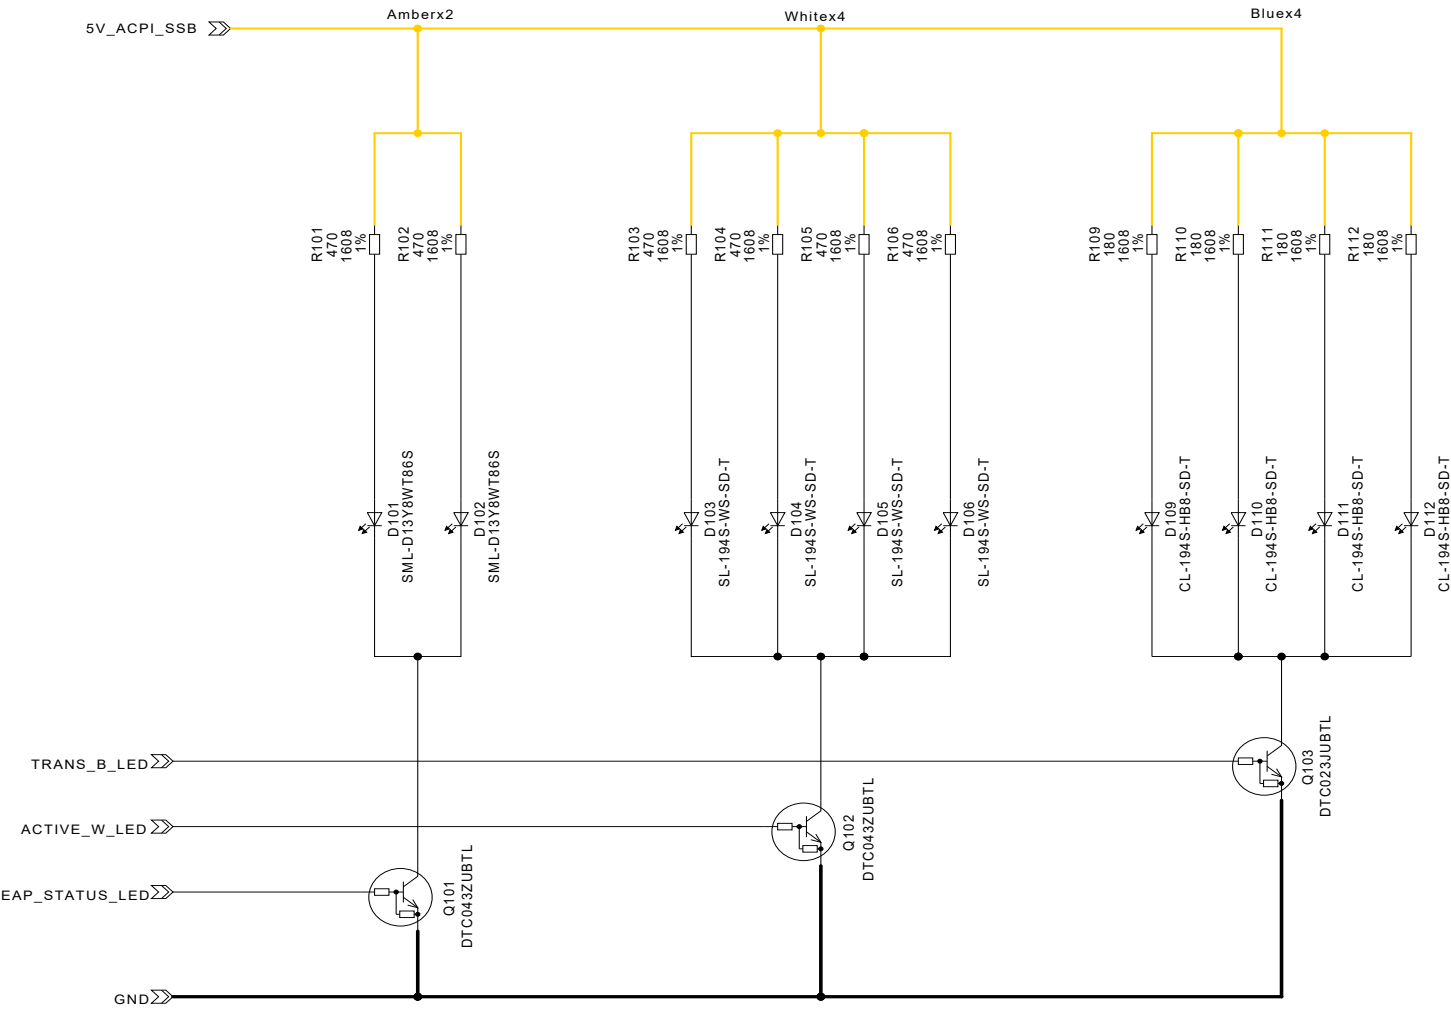 Amberx2
Whitex4
Bluex4
5V_ACPI_SSB
R101
470
1608
1%
R102
470
1608
1%
R103
470
1608
1%
R104
470
1608
1%
R105
470
1608
1%
R106
470
1608
1%
R109
180
1608
1%
R110
180
1608
1%
R111
180
1608
1%
R112
180
1608
1%
D101
SML-D13Y8WT86S
D102
SML-D13Y8WT86S
D103
SL-194S-WS-SD-T
D104
SL-194S-WS-SD-T
D105
SL-194S-WS-SD-T
D106
SL-194S-WS-SD-T
D109
CL-194S-HB8-SD-T
D110
CL-194S-HB8-SD-T
D111
CL-194S-HB8-SD-T
D112
CL-194S-HB8-SD-T
TRANS_B_LED
Q103
DTC023JUBTL
ACTIVE_W_LED
Q102
DTC043ZUBTL
EAP_STATUS_LED
Q101
DTC043ZUBTL
GND